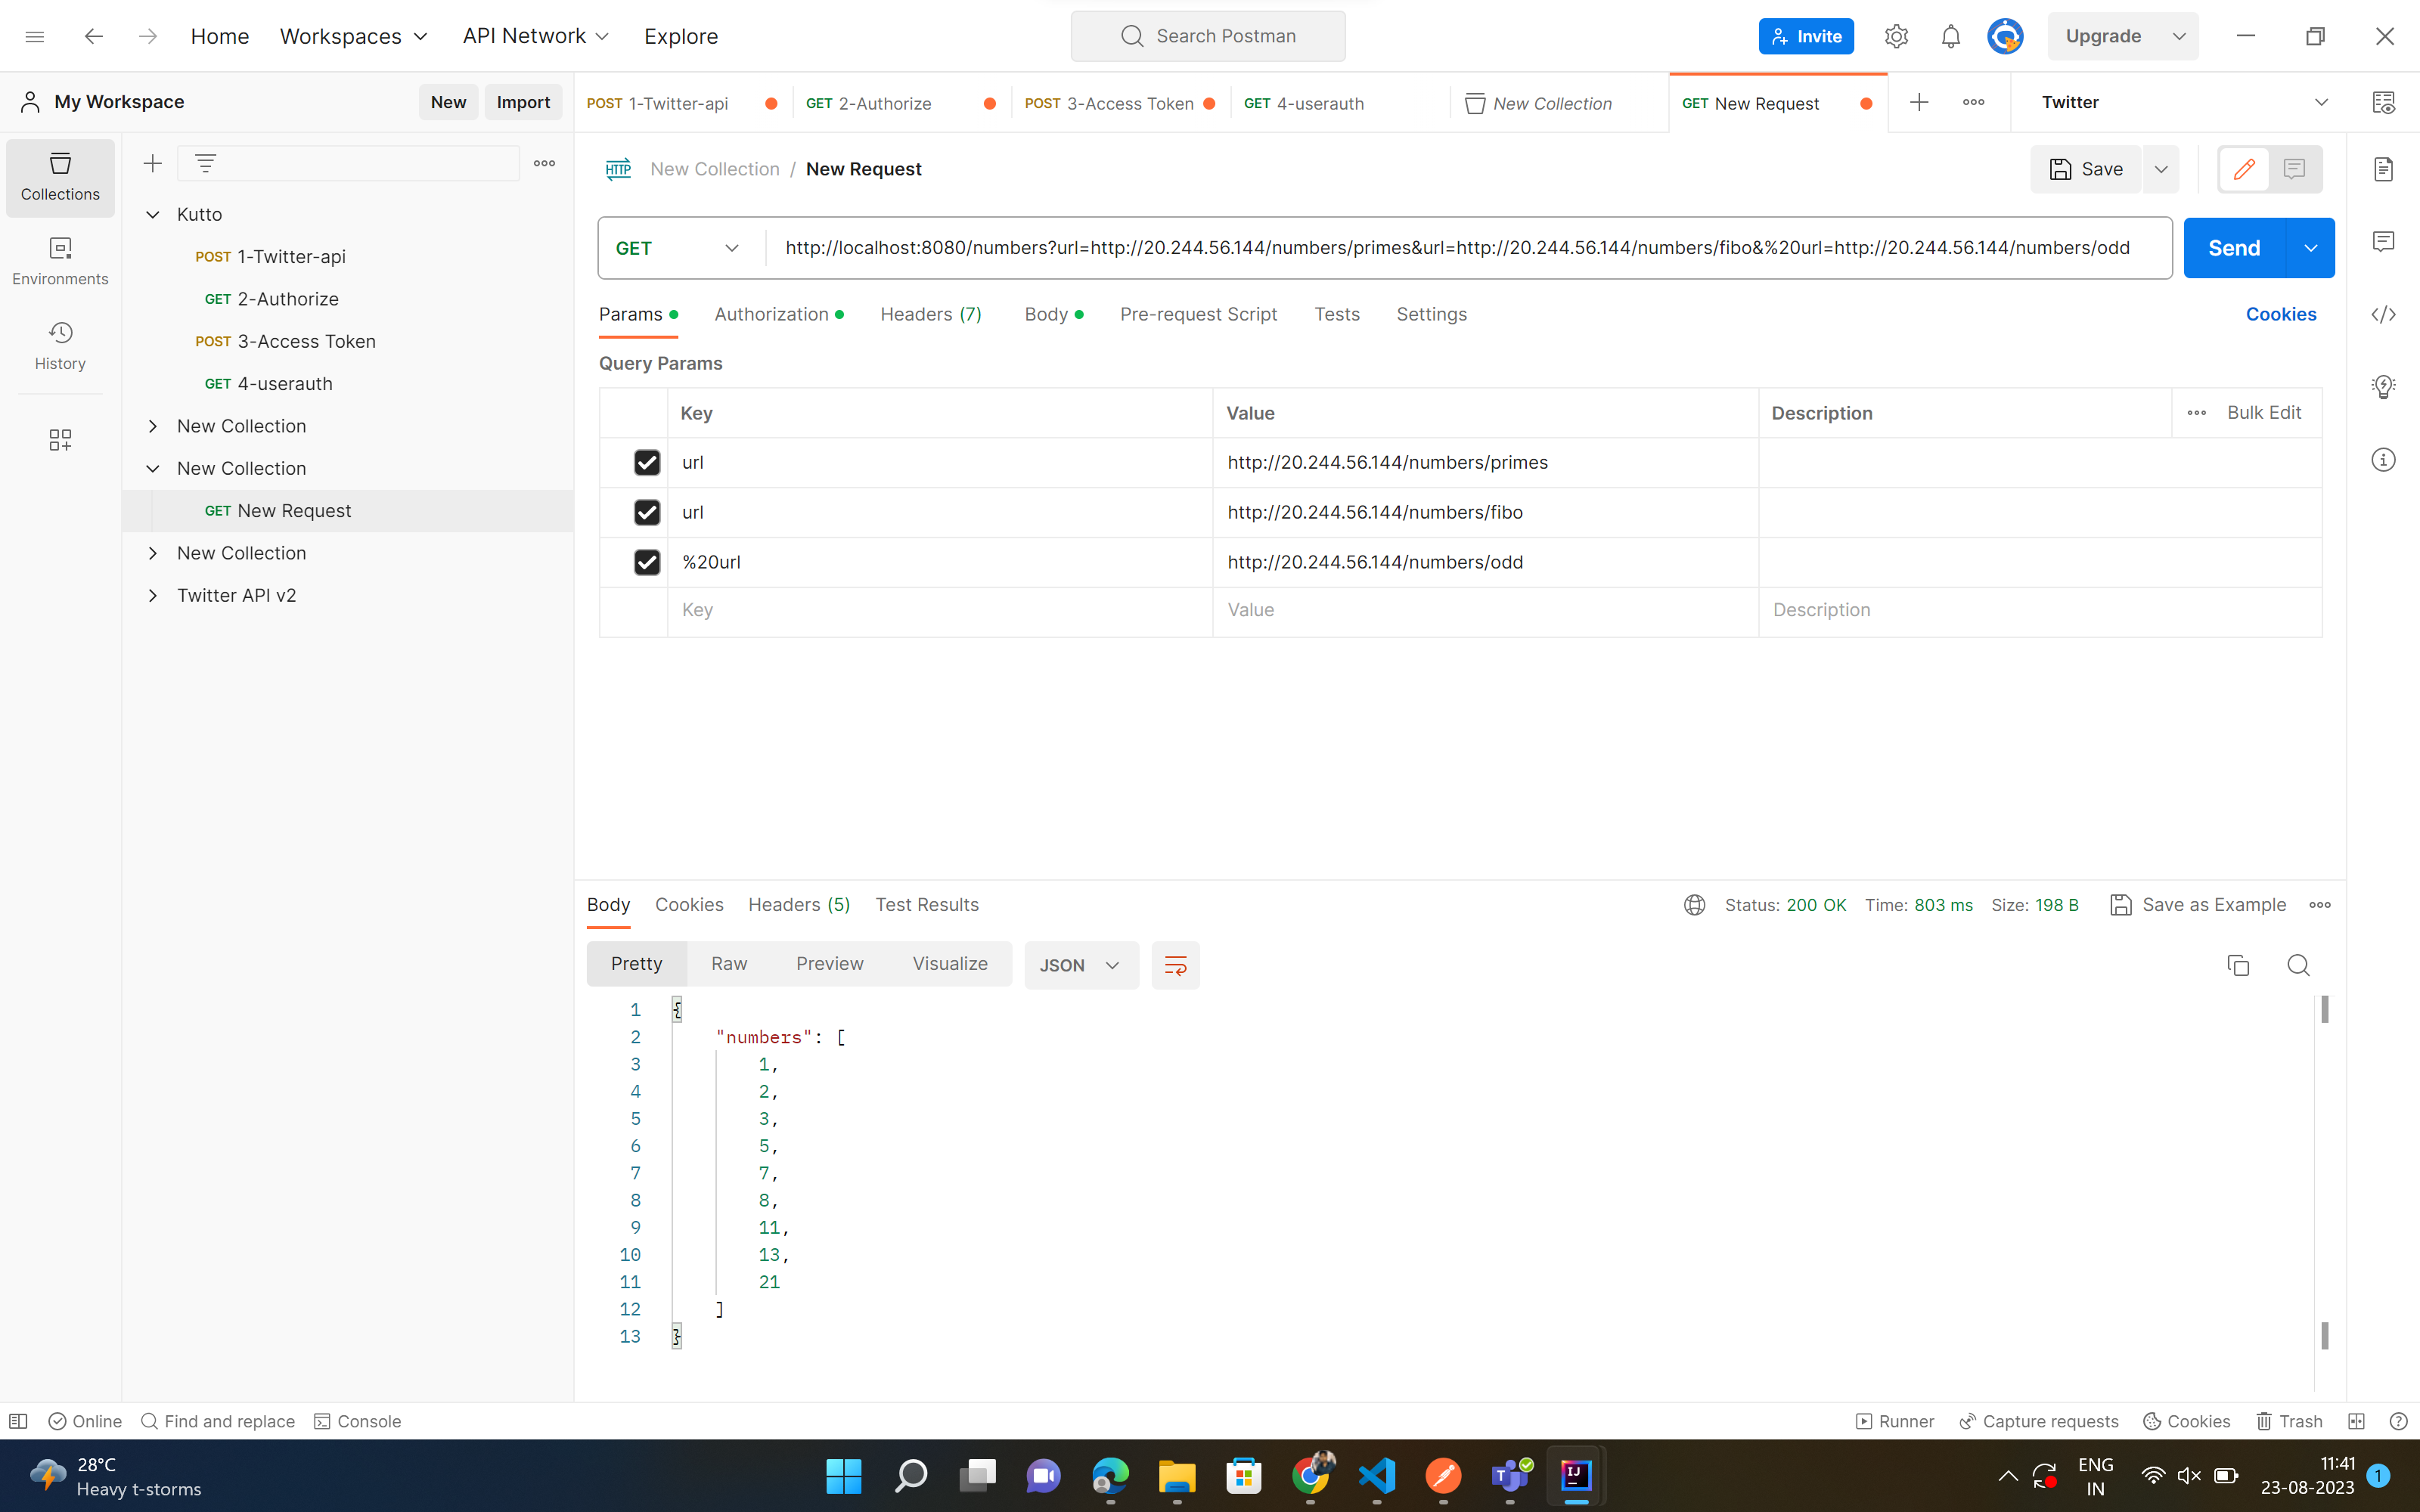 Home Workspaces API Network Explore Search Postman Invite Upgrade
My Workspace New Import
POST 1-Twitter-api GET 2-Authorize POST 3-Access Token GET 4-userauth New Collection GET New Request Twitter
Collections
Environments
History
Kutto
POST 1-Twitter-api
GET 2-Authorize
POST 3-Access Token
GET 4-userauth
New Collection
New Collection
GET New Request
New Collection
Twitter API v2
HTTP New Collection / New Request Save
GET http://localhost:8080/numbers?url=http://20.244.56.144/numbers/primes&url=http://20.244.56.144/numbers/fibo&%20url=http://20.244.56.144/numbers/odd Send
Params Authorization Headers (7) Body Pre-request Script Tests Settings Cookies
Query Params
Key Value Description Bulk Edit
url http://20.244.56.144/numbers/primes
url http://20.244.56.144/numbers/fibo
%20url http://20.244.56.144/numbers/odd
Key Value Description
Body Cookies Headers (5) Test Results Status: 200 OK Time: 803 ms Size: 198 B Save as Example
Pretty Raw Preview Visualize JSON
1 {
2 "numbers": [
3 1,
4 2,
5 3,
6 5,
7 7,
8 8,
9 11,
10 13,
11 21
12 ]
13 }
Online Find and replace Console Runner Capture requests Cookies Trash
28°C
Heavy t-storms
ENG
IN
11:41
23-08-2023
1